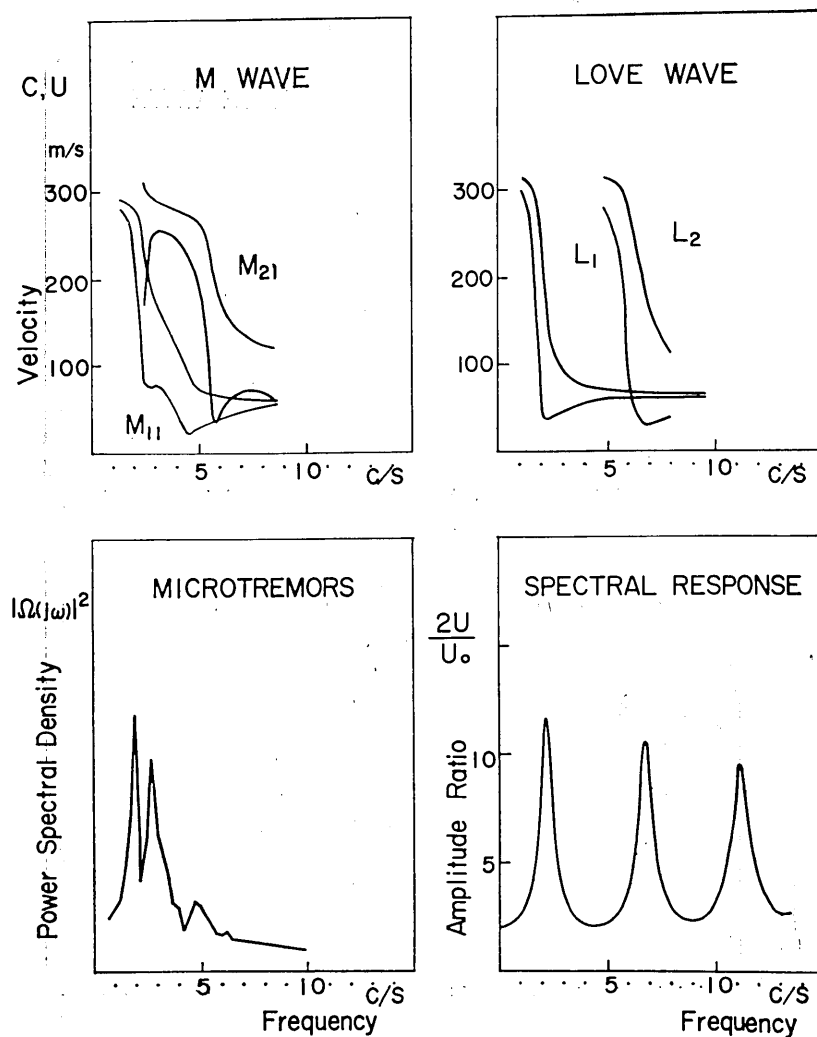 M WAVE
C,U
m/s
300
200
100
Velocity
M21
M11
5
10
C/S
LOVE WAVE
300
200
100
L1
L2
5
10
C/S
MICROTREMORS
|Ω(jω)|²
Power Spectral Density
5
10
C/S
Frequency
SPECTRAL RESPONSE
2U
U₀
Amplitude Ratio
10
5
5
10
C/S
Frequency